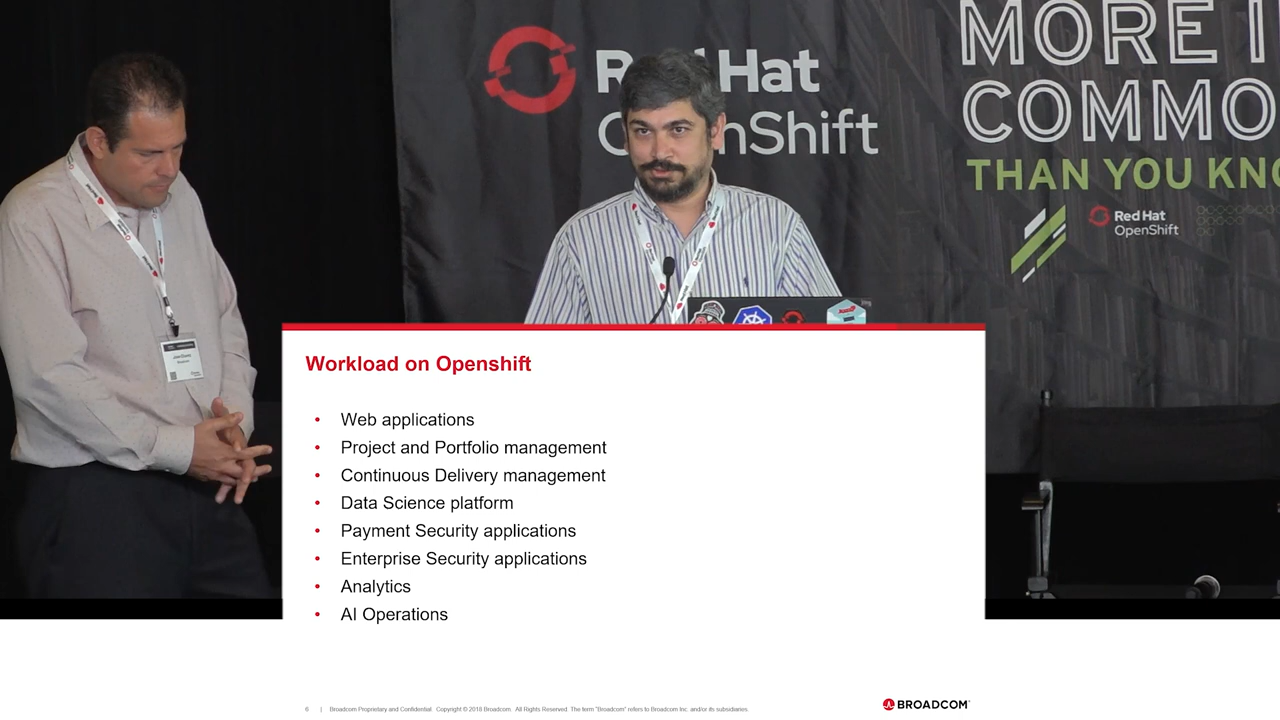 Red Hat
OpenShift
MORE I
COMMO
THAN YOU KNO
Red Hat
OpenShift
Workload on Openshift
• Web applications
• Project and Portfolio management
• Continuous Delivery management
• Data Science platform
• Payment Security applications
• Enterprise Security applications
• Analytics
• AI Operations
6 | Broadcom Proprietary and Confidential. Copyright © 2018 Broadcom. All Rights Reserved. The term “Broadcom” refers to Broadcom Inc. and/or its subsidiaries.
BROADCOM